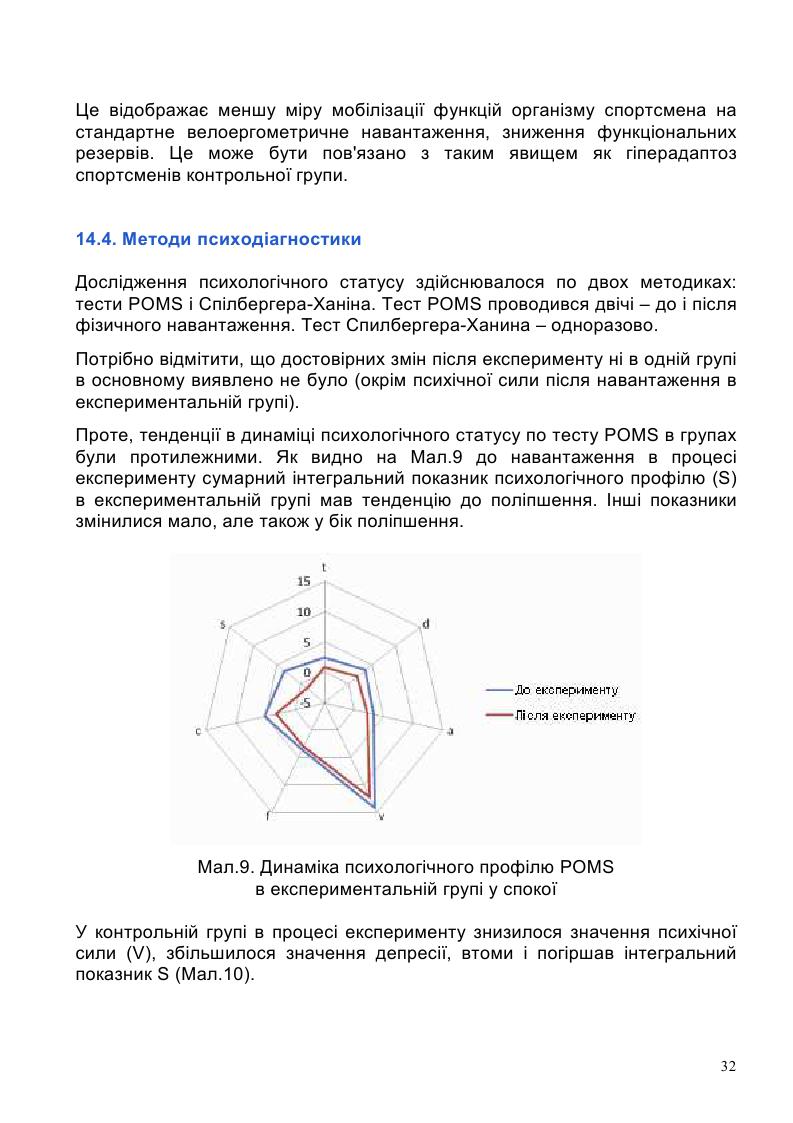 Це відображає меншу міру мобілізації функцій організму спортсмена на
стандартне велоергометричне навантаження, зниження функціональних
резервів. Це може бути пов'язано з таким явищем як гіперадаптоз
спортсменів контрольної групи.
14.4. Методи психодіагностики
Дослідження психологічного статусу здійснювалося по двох методиках:
тести POMS і Спілбергера-Ханіна. Тест POMS проводився двічі – до і після
фізичного навантаження. Тест Спилбергера-Ханина – одноразово.
Потрібно відмітити, що достовірних змін після експерименту ні в одній групі
в основному виявлено не було (окрім психічної сили після навантаження в
експериментальній групі).
Проте, тенденції в динаміці психологічного статусу по тесту POMS в групах
були протилежними. Як видно на Мал.9 до навантаження в процесі
експерименту сумарний інтегральний показник психологічного профілю (S)
в експериментальній групі мав тенденцію до поліпшення. Інші показники
змінилися мало, але також у бік поліпшення.
t
15
10
5
0
-5
s
d
c
a
f
v
До експерименту
Після експерименту
Мал.9. Динаміка психологічного профілю POMS
в експериментальній групі у спокої
У контрольній групі в процесі експерименту знизилося значення психічної
сили (V), збільшилося значення депресії, втоми і погіршав інтегральний
показник S (Мал.10).
32